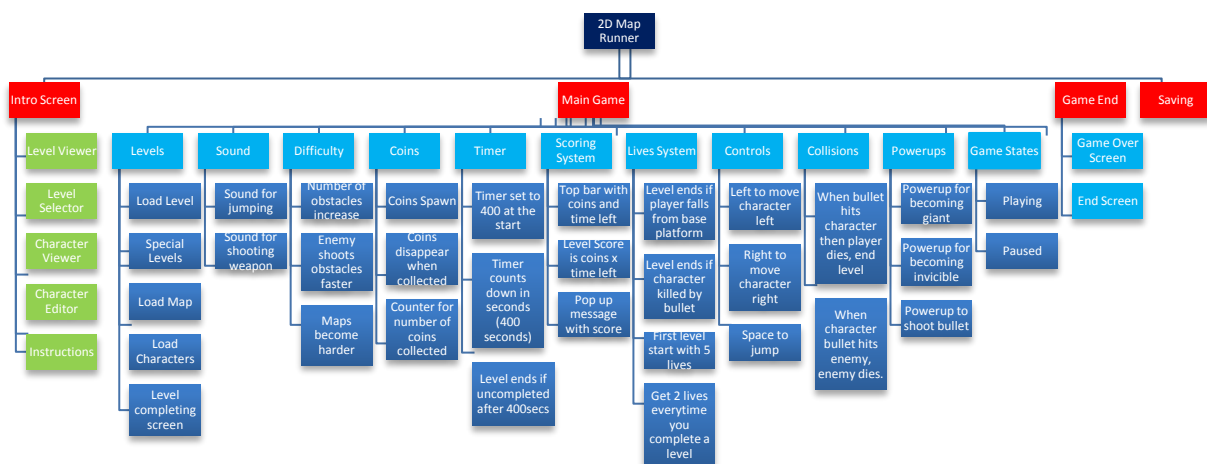 2D Map
Runner
Intro Screen
Main Game
Game End
Saving
Level Viewer
Level
Selector
Character
Viewer
Character
Editor
Instructions
Levels
Load Level
Special
Levels
Load Map
Load
Characters
Level
completing
screen
Sound
Sound for
jumping
Sound for
shooting
weapon
Difficulty
Number of
obstacles
increase
Enemy
shoots
obstacles
faster
Maps
become
harder
Coins
Coins Spawn
Coins
disappear
when
collected
Counter for
number of
coins
collected
Timer
Timer set to
400 at the
start
Timer
counts
down in
seconds
(400
seconds)
Level ends if
uncompleted
after 400secs
Scoring
System
Top bar with
coins and
time left
Level Score
is coins x
time left
Pop up
message
with score
Lives System
Level ends if
player falls
from base
platform
Level ends if
character
killed by
bullet
First level
start with 5
lives
Get 2 lives
everytime
you
complete a
level
Controls
Left to move
character
left
Right to
move
character
right
Space to
jump
Collisions
When bullet
hits
character
then player
dies, end
level
When
character
bullet hits
enemy,
enemy dies.
Powerups
Powerup for
becoming
giant
Powerup for
becoming
invicible
Powerup to
shoot bullet
Game States
Playing
Paused
Game Over
Screen
End Screen